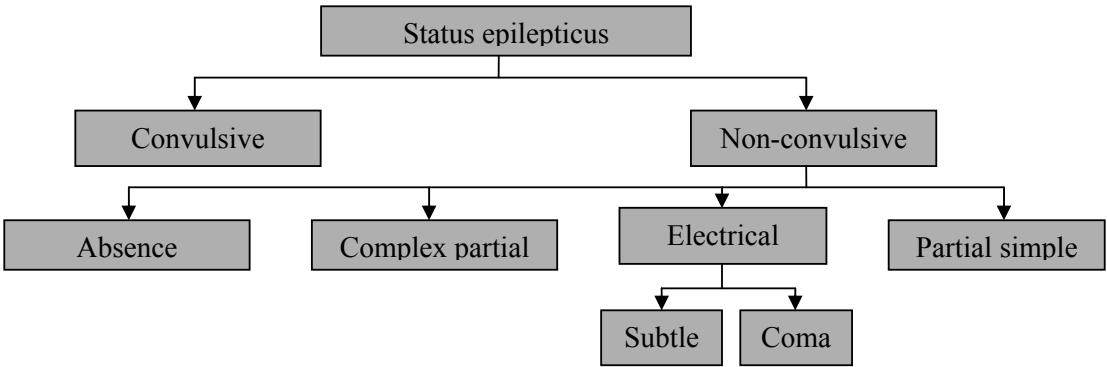 Status epilepticus
Convulsive
Non-convulsive
Absence
Complex partial
Electrical
Partial simple
Subtle
Coma